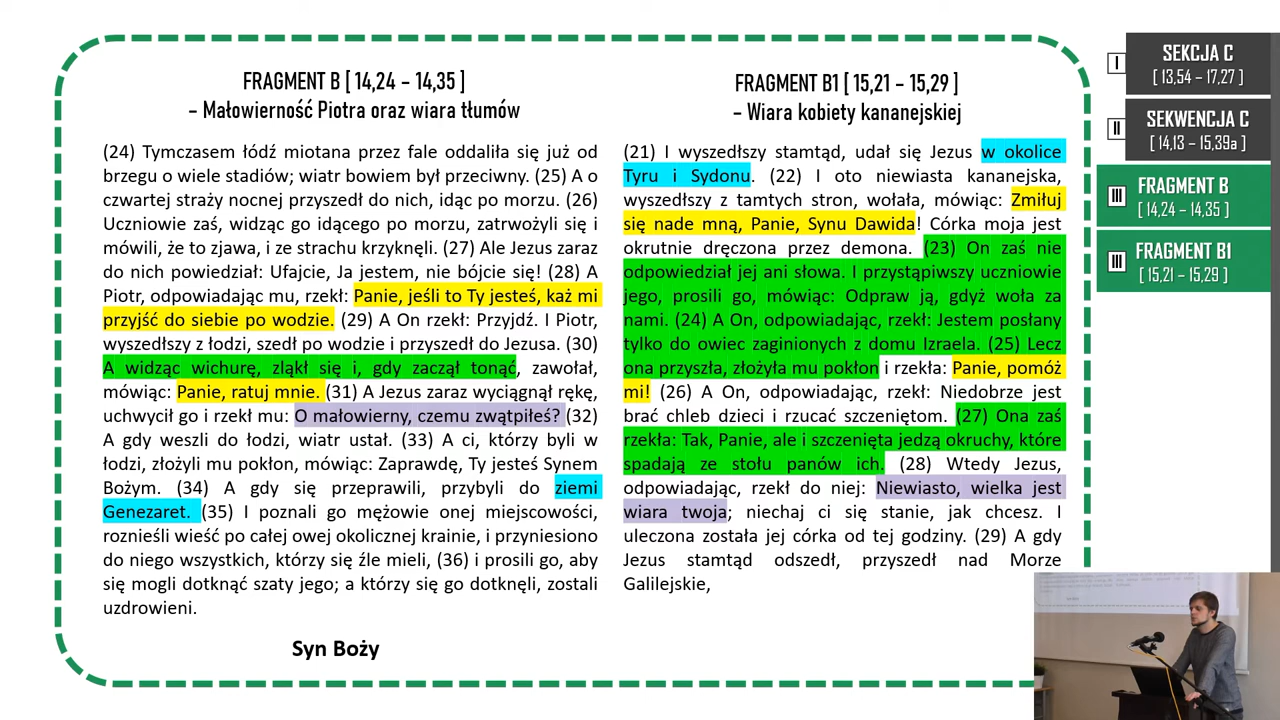 FRAGMENT B [ 14,24 – 14,35 ]
– Małowierność Piotra oraz wiara tłumów
(24) Tymczasem łódź miotana przez fale oddaliła się już od
brzegu o wiele stadiów; wiatr bowiem był przeciwny. (25) A o
czwartej straży nocnej przyszedł do nich, idąc po morzu. (26)
Uczniowie zaś, widząc go idącego po morzu, zatrwożyli się i
mówili, że to zjawa, i ze strachu krzyknęli. (27) Ale Jezus zaraz
do nich powiedział: Ufajcie, Ja jestem, nie bójcie się! (28) A
Piotr, odpowiadając mu, rzekł: Panie, jeśli to Ty jesteś, każ mi
przyjść do siebie po wodzie. (29) A On rzekł: Przyjdź. I Piotr,
wyszedłszy z łodzi, szedł po wodzie i przyszedł do Jezusa. (30)
A widząc wichurę, zląkł się i, gdy zaczął tonąć, zawołał,
mówiąc: Panie, ratuj mnie. (31) A Jezus zaraz wyciągnął rękę,
uchwycił go i rzekł mu: O małowierny, czemu zwątpiłeś? (32)
A gdy weszli do łodzi, wiatr ustał. (33) A ci, którzy byli w
łodzi, złożyli mu pokłon, mówiąc: Zaprawdę, Ty jesteś Synem
Bożym. (34) A gdy się przeprawili, przybyli do ziemi
Genezaret. (35) I poznali go mężowie onej miejscowości,
roznieśli wieść po całej owej okolicznej krainie, i przyniesiono
do niego wszystkich, którzy się źle mieli, (36) i prosili go, aby
się mogli dotknąć szaty jego; a którzy się go dotknęli, zostali
uzdrowieni.
Syn Boży
FRAGMENT B1 [ 15,21 – 15,29 ]
– Wiara kobiety kananejskiej
(21) I wyszedłszy stamtąd, udał się Jezus w okolice
Tyru i Sydonu. (22) I oto niewiasta kananejska,
wyszedłszy z tamtych stron, wołała, mówiąc: Zmiłuj
się nade mną, Panie, Synu Dawida! Córka moja jest
okrutnie dręczona przez demona. (23) On zaś nie
odpowiedział jej ani słowa. I przystąpiwszy uczniowie
jego, prosili go, mówiąc: Odpraw ją, gdyż woła za
nami. (24) A On, odpowiadając, rzekł: Jestem posłany
tylko do owiec zaginionych z domu Izraela. (25) Lecz
ona przyszła, złożyła mu pokłon i rzekła: Panie, pomóż
mi! (26) A On, odpowiadając, rzekł: Niedobrze jest
brać chleb dzieci i rzucać szczeniętom. (27) Ona zaś
rzekła: Tak, Panie, ale i szczenięta jedzą okruchy, które
spadają ze stołu panów ich. (28) Wtedy Jezus,
odpowiadając, rzekł do niej: Niewiasto, wielka jest
wiara twoja; niechaj ci się stanie, jak chcesz. I
uleczona została jej córka od tej godziny. (29) A gdy
Jezus stamtąd odszedł, przyszedł nad Morze
Galilejskie,
I
SEKCJA C
[ 13,54 – 17,27 ]
II
SEKWENCJA C
[ 14,13 – 15,39a ]
III
FRAGMENT B
[ 14,24 – 14,35 ]
III
FRAGMENT B1
[ 15,21 – 15,29 ]